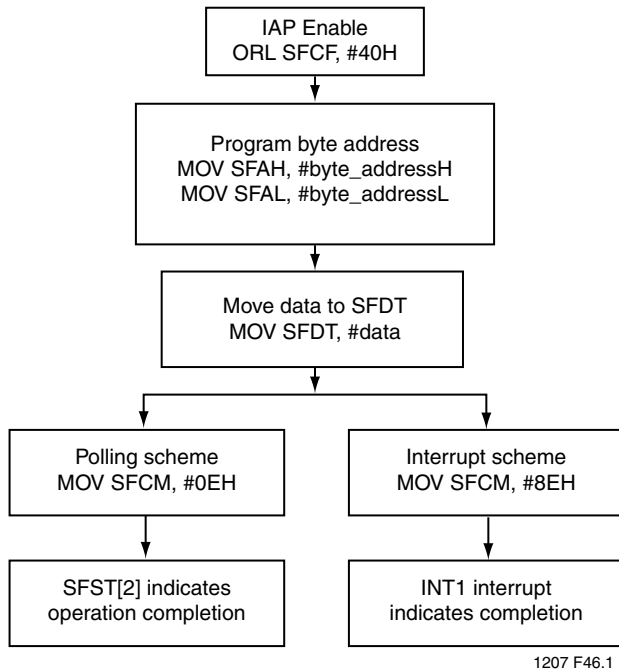 IAP Enable
ORL SFCF, #40H
Program byte address
MOV SFAH, #byte_addressH
MOV SFAL, #byte_addressL
Move data to SFDT
MOV SFDT, #data
Polling scheme
MOV SFCM, #0EH
Interrupt scheme
MOV SFCM, #8EH
SFST[2] indicates
operation completion
INT1 interrupt
indicates completion
1207 F46.1